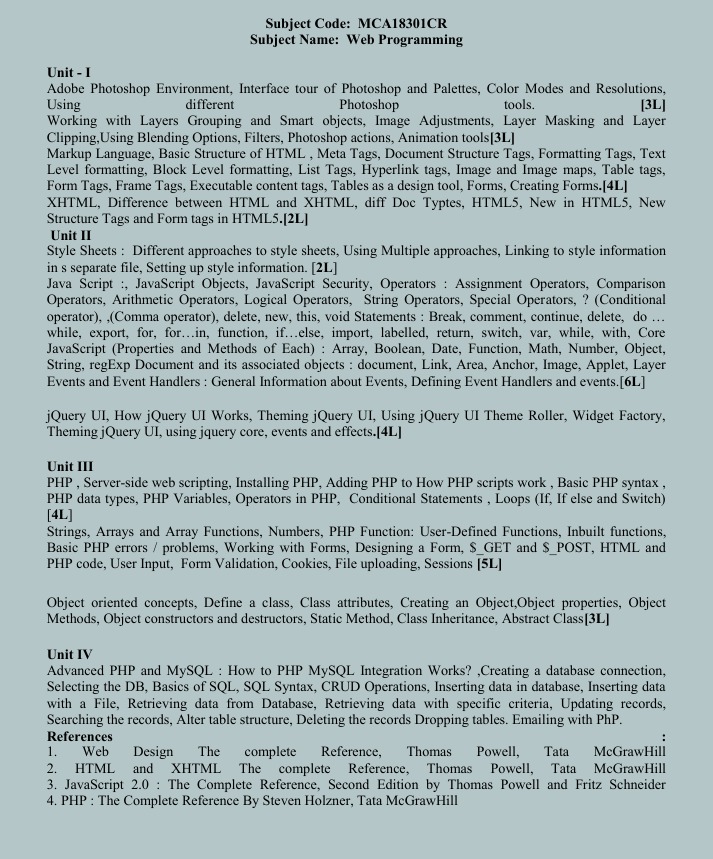 Subject Code: MCA18301CR
Subject Name: Web Programming
Unit - I
Adobe Photoshop Environment, Interface tour of Photoshop and Palettes, Color Modes and Resolutions,
Using different Photoshop tools. [3L]
Working with Layers Grouping and Smart objects, Image Adjustments, Layer Masking and Layer
Clipping,Using Blending Options, Filters, Photoshop actions, Animation tools[3L]
Markup Language, Basic Structure of HTML , Meta Tags, Document Structure Tags, Formatting Tags, Text
Level formatting, Block Level formatting, List Tags, Hyperlink tags, Image and Image maps, Table tags,
Form Tags, Frame Tags, Executable content tags, Tables as a design tool, Forms, Creating Forms.[4L]
XHTML, Difference between HTML and XHTML, diff Doc Typtes, HTML5, New in HTML5, New
Structure Tags and Form tags in HTML5.[2L]
Unit II
Style Sheets : Different approaches to style sheets, Using Multiple approaches, Linking to style information
in s separate file, Setting up style information. [2L]
Java Script :, JavaScript Objects, JavaScript Security, Operators : Assignment Operators, Comparison
Operators, Arithmetic Operators, Logical Operators, String Operators, Special Operators, ? (Conditional
operator), ,(Comma operator), delete, new, this, void Statements : Break, comment, continue, delete, do …
while, export, for, for…in, function, if…else, import, labelled, return, switch, var, while, with, Core
JavaScript (Properties and Methods of Each) : Array, Boolean, Date, Function, Math, Number, Object,
String, regExp Document and its associated objects : document, Link, Area, Anchor, Image, Applet, Layer
Events and Event Handlers : General Information about Events, Defining Event Handlers and events.[6L]
jQuery UI, How jQuery UI Works, Theming jQuery UI, Using jQuery UI Theme Roller, Widget Factory,
Theming jQuery UI, using jquery core, events and effects.[4L]
Unit III
PHP , Server-side web scripting, Installing PHP, Adding PHP to How PHP scripts work , Basic PHP syntax ,
PHP data types, PHP Variables, Operators in PHP, Conditional Statements , Loops (If, If else and Switch)
[4L]
Strings, Arrays and Array Functions, Numbers, PHP Function: User-Defined Functions, Inbuilt functions,
Basic PHP errors / problems, Working with Forms, Designing a Form, $_GET and $_POST, HTML and
PHP code, User Input, Form Validation, Cookies, File uploading, Sessions [5L]
Object oriented concepts, Define a class, Class attributes, Creating an Object,Object properties, Object
Methods, Object constructors and destructors, Static Method, Class Inheritance, Abstract Class[3L]
Unit IV
Advanced PHP and MySQL : How to PHP MySQL Integration Works? ,Creating a database connection,
Selecting the DB, Basics of SQL, SQL Syntax, CRUD Operations, Inserting data in database, Inserting data
with a File, Retrieving data from Database, Retrieving data with specific criteria, Updating records,
Searching the records, Alter table structure, Deleting the records Dropping tables. Emailing with PhP.
References :
1. Web Design The complete Reference, Thomas Powell, Tata McGrawHill
2. HTML and XHTML The complete Reference, Thomas Powell, Tata McGrawHill
3. JavaScript 2.0 : The Complete Reference, Second Edition by Thomas Powell and Fritz Schneider
4. PHP : The Complete Reference By Steven Holzner, Tata McGrawHill